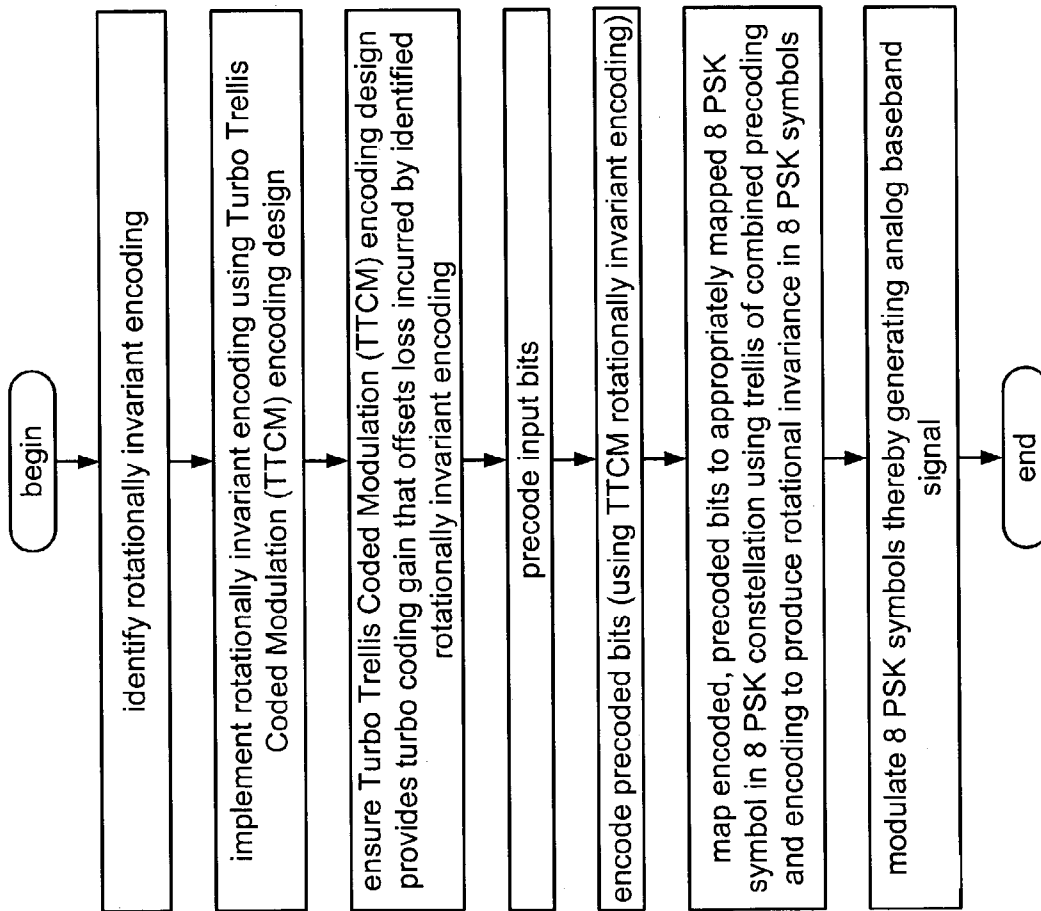 begin
identify rotationally invariant encoding
implement rotationally invariant encoding using Turbo Trellis
Coded Modulation (TTCM) encoding design
ensure Turbo Trellis Coded Modulation (TTCM) encoding design
provides turbo coding gain that offsets loss incurred by identified
rotationally invariant encoding
precode input bits
encode precoded bits (using TTCM rotationally invariant encoding)
map encoded, precoded bits to appropriately mapped 8 PSK
symbol in 8 PSK constellation using trellis of combined precoding
and encoding to produce rotational invariance in 8 PSK symbols
modulate 8 PSK symbols thereby generating analog baseband
signal
end